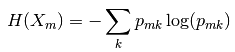 H(X_m) = - \sum_k p_{mk} \log(p_{mk})